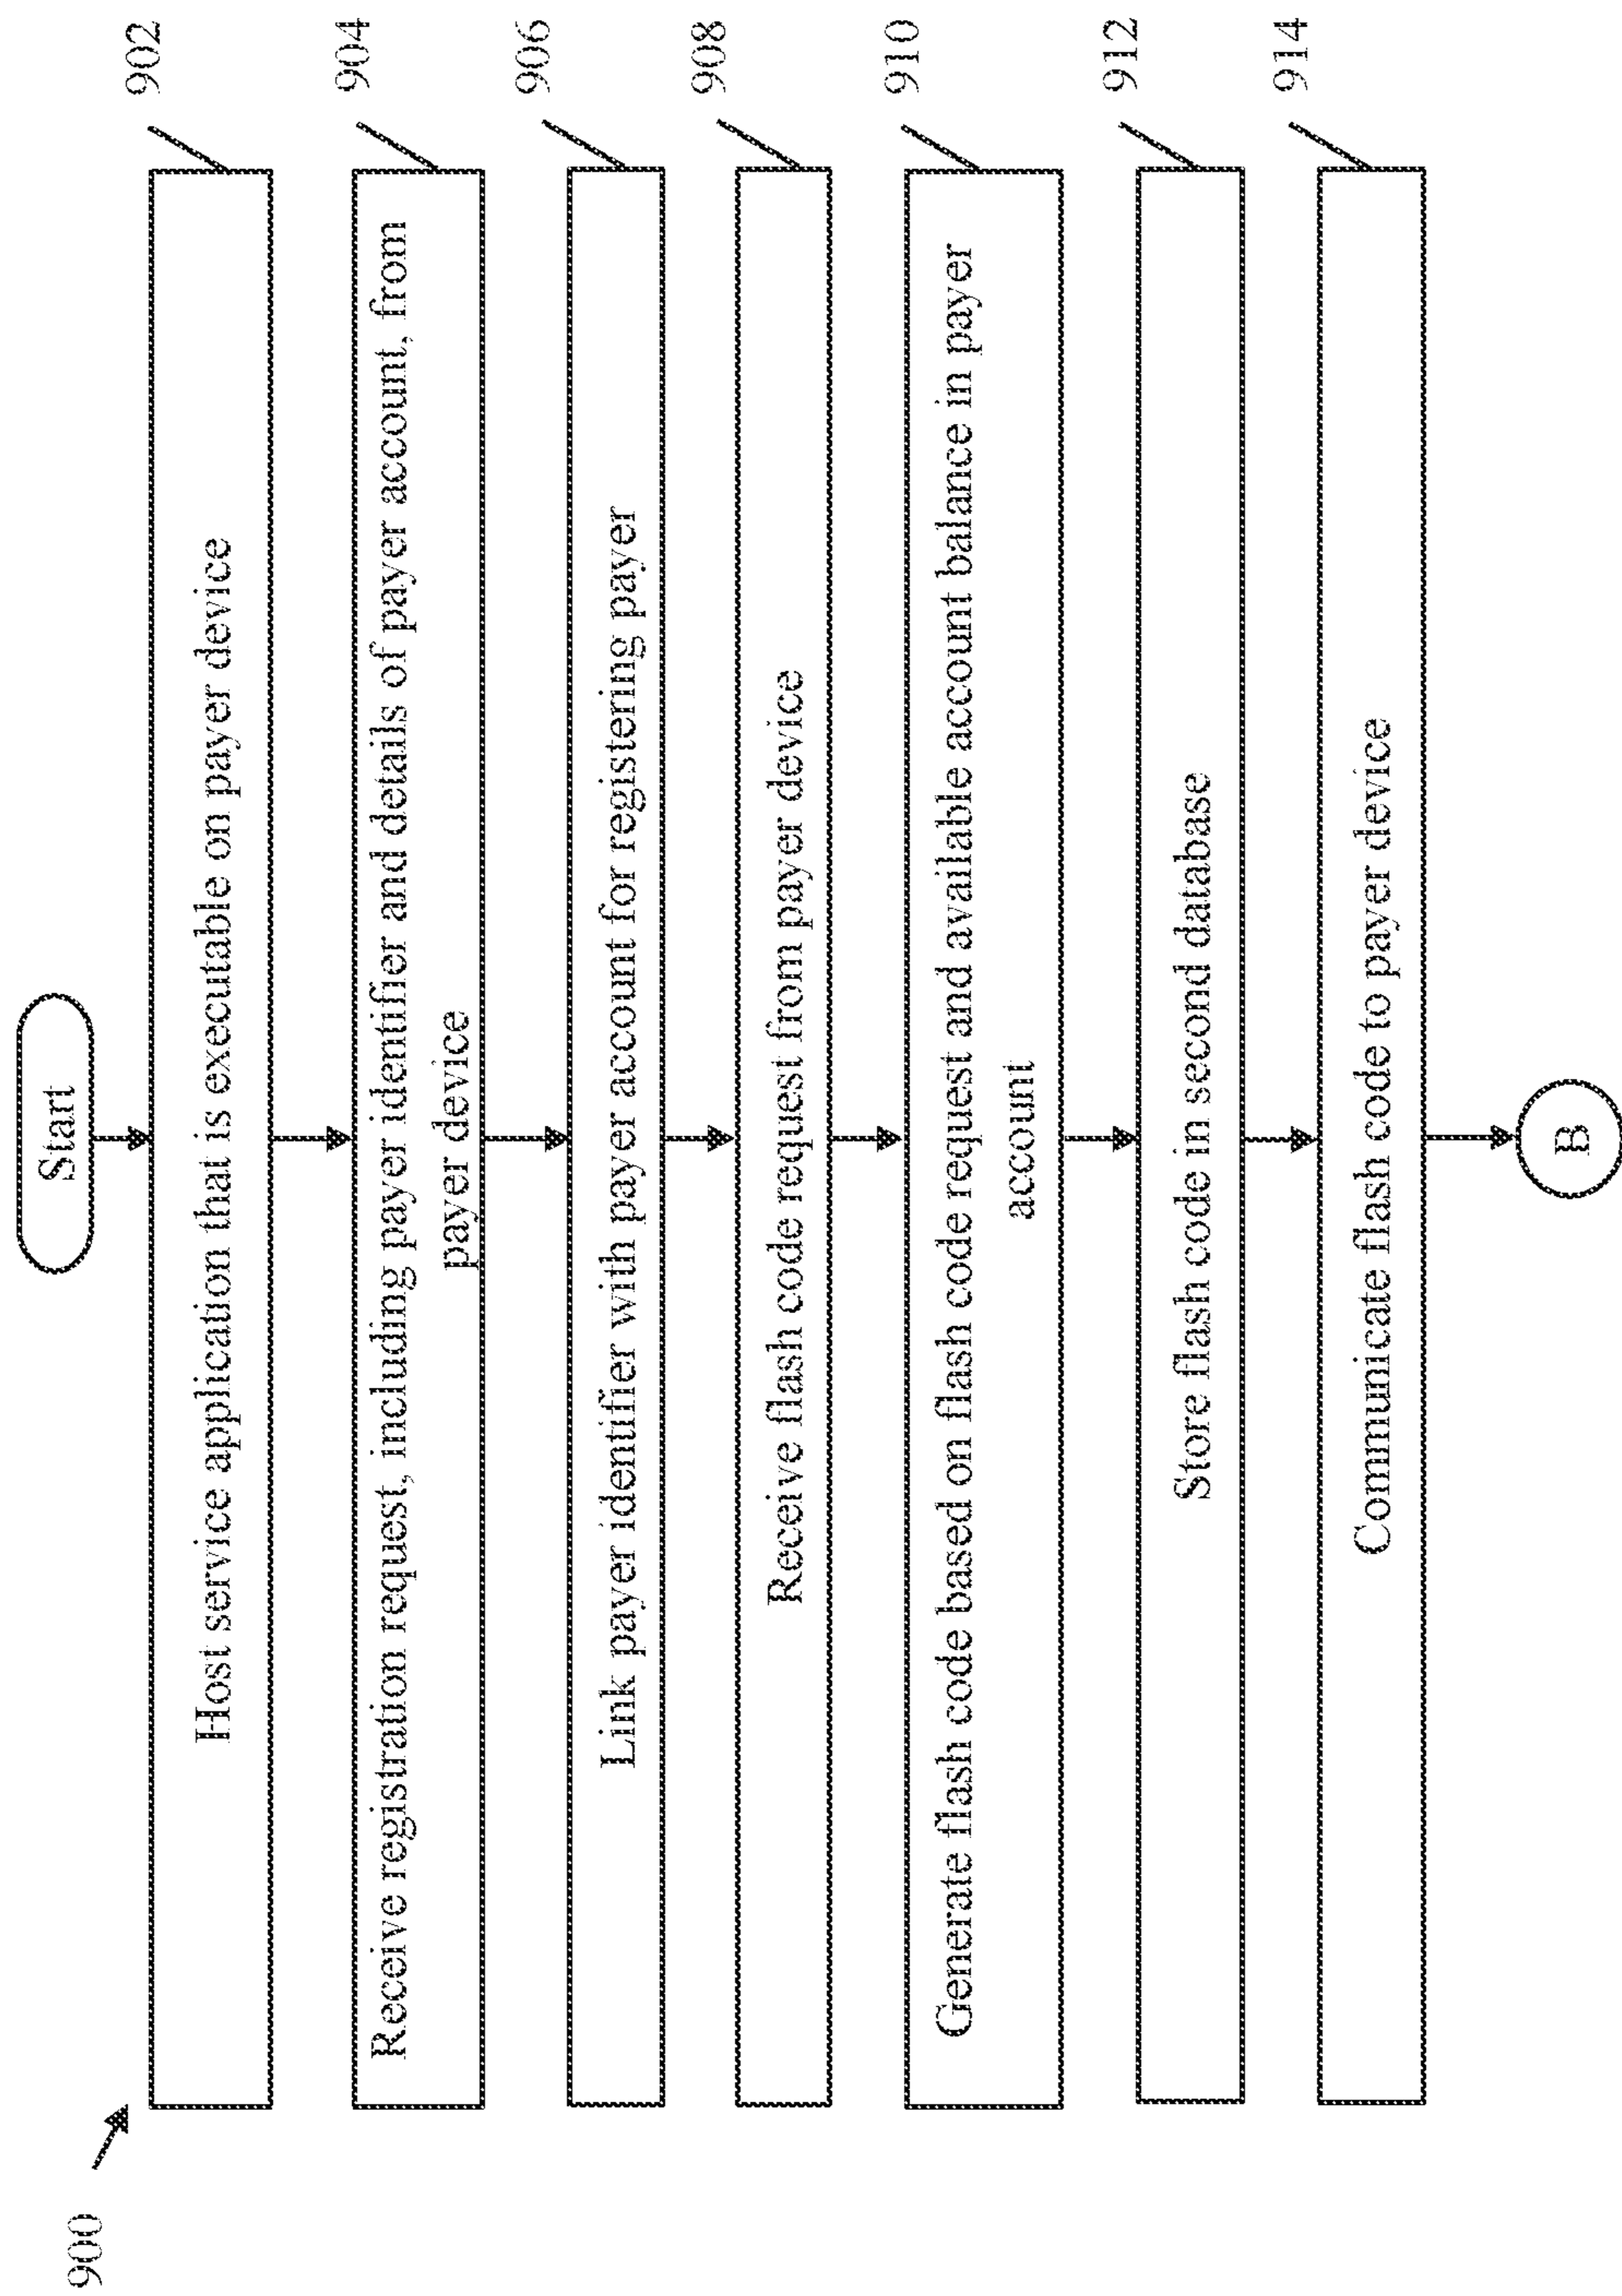 900
Start
Host service application that is executable on payer device
902
Receive registration request, including payer identifier and details of payer account, from
payer device
904
Link payer identifier with payer account for registering payer
906
Receive flash code request from payer device
908
Generate flash code based on flash code request and available account balance in payer
account
910
Store flash code in second database
912
Communicate flash code to payer device
914
B